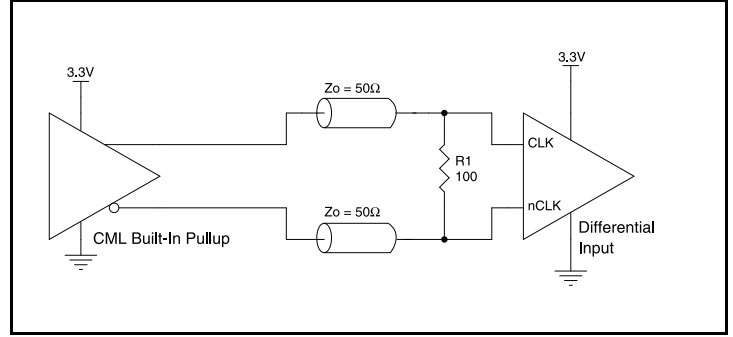 3.3V
3.3V
Zo = 50Ω
CLK
R1
100
Zo = 50Ω
nCLK
CML Built-In Pullup
Differential
Input